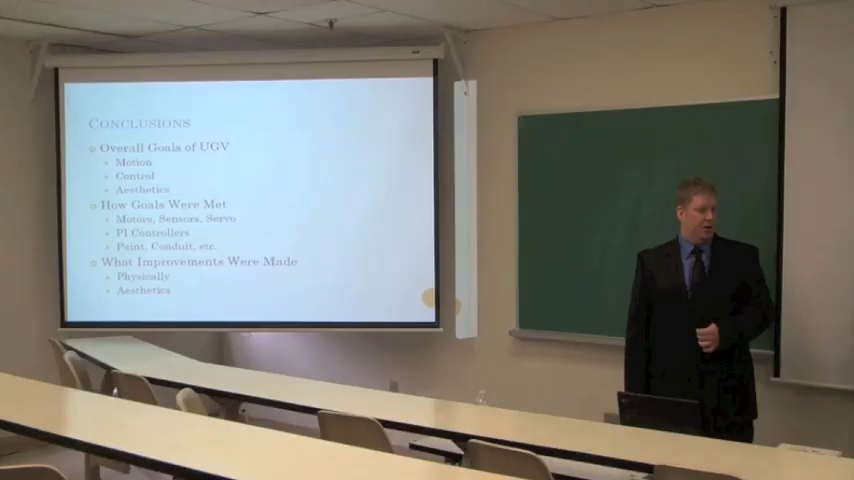 CONCLUSIONS
Overall Goals of UGV
Motion
Control
Aesthetics
How Goals Were Met
Motors, Sensors, Servo
PI Controllers
Paint, Conduit, etc.
What Improvements Were Made
Physically
Aesthetics